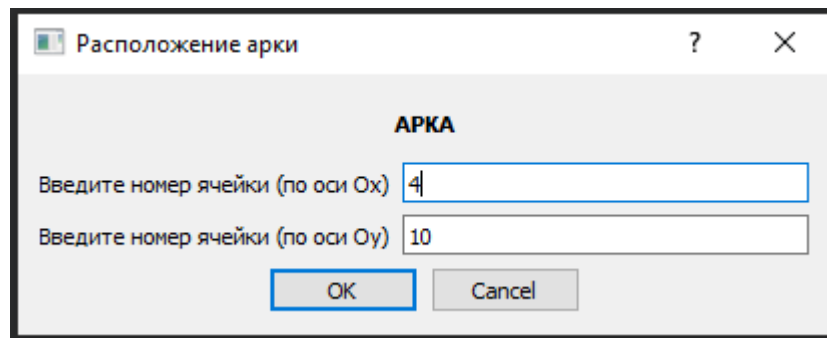 Расположение арки ?
АРКА
Введите номер ячейки (по оси Ox) 4
Введите номер ячейки (по оси Oy) 10
OK Cancel